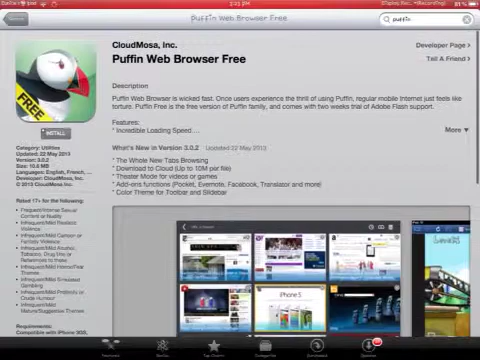 Puffin Web Browser Free
puffin
CloudMosa, Inc.
Developer Page >
Puffin Web Browser Free
Tell A Friend >
FREE
INSTALL
Description
Puffin Web Browser is wicked fast. Once users experience the thrill of using Puffin, regular mobile Internet just feels like
torture. Puffin Free is the free version of Puffin family, and comes with two weeks trial of Adobe Flash support.
Features:
* Incredible Loading Speed....
More ▼
What's New in Version 3.0.2 Updated 22 May 2013
* The Whole New Tabs Browsing
* Download to Cloud (Up to 10M per file)
* Theater Mode for videos or games
* Add-ons functions (Pocket, Evernote, Facebook, Translator and more)
* Color Theme for Toolbar and Slidebar
Category: Utilities
Updated: 22 May 2013
Version: 3.0.2
Size: 10.8 MB
Languages: English, French, ...
Developer: CloudMosa, Inc.
© 2013 CloudMosa, Inc.
Rated 17+ for the following:
Frequent/Intense Sexual
Content or Nudity
Infrequent/Mild Realistic
Violence
Infrequent/Mild Cartoon or
Fantasy Violence
Infrequent/Mild Alcohol,
Tobacco, Drug Use or
References to these
Infrequent/Mild Horror/Fear
Themes
Infrequent/Mild Simulated
Gambling
Infrequent/Mild Profanity or
Crude Humour
Infrequent/Mild
Mature/Suggestive Themes
Requirements:
Compatible with iPhone 3GS,
iPhone 5